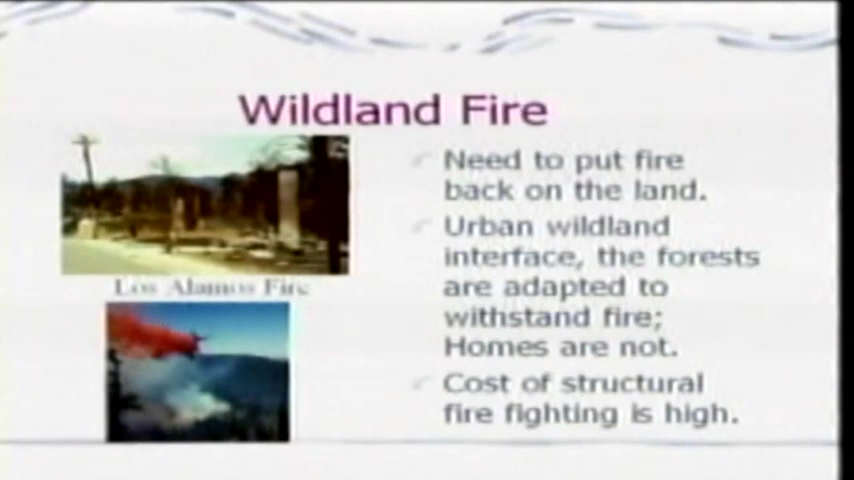 Wildland Fire
Need to put fire
back on the land.
Urban wildland
interface, the forests
are adapted to
withstand fire;
Homes are not.
Cost of structural
fire fighting is high.
Los Alamos Fire